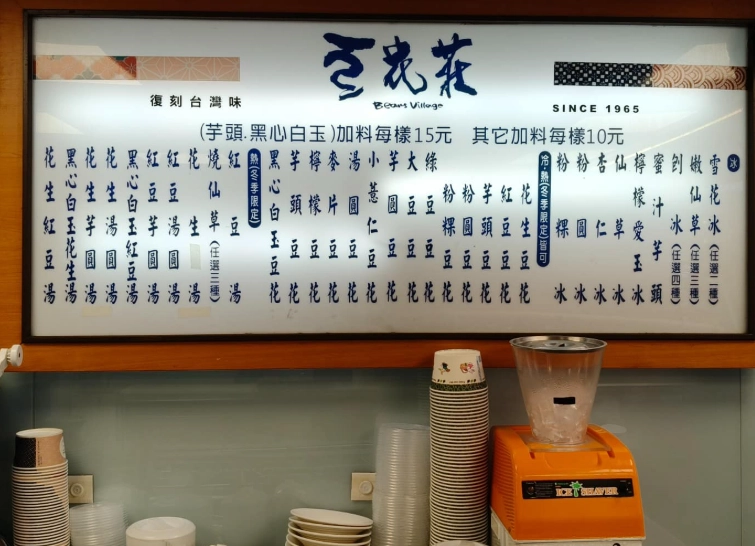 豆花莊
Beans Village
復刻台灣味
SINCE 1965
(芋頭.黑心白玉)加料每樣15元 其它加料每樣10元
冰
雪花冰(任選二種)
嫩仙草(任選三種)
刨冰(任選四種)
蜜汁芋頭
檸檬愛玉冰
仙草冰
杏仁冰
粉圓冰
粉粿冰
冷熱(冬季限定)皆可
花生豆花
紅豆豆花
芋頭豆花
粉圓豆花
粉粿豆花
綠豆豆花
大豆豆花
芋圓豆花
小薏仁豆花
湯圓豆花
麥片豆花
檸檬豆花
芋頭豆花
黑心白玉豆花
熱(冬季限定)
紅豆湯
燒仙草(任選三種)
花生湯
紅豆湯圓湯
紅豆芋圓湯
黑心白玉紅豆湯
花生湯圓湯
花生芋圓湯
黑心白玉花生湯
花生紅豆湯
ICE SHAVER